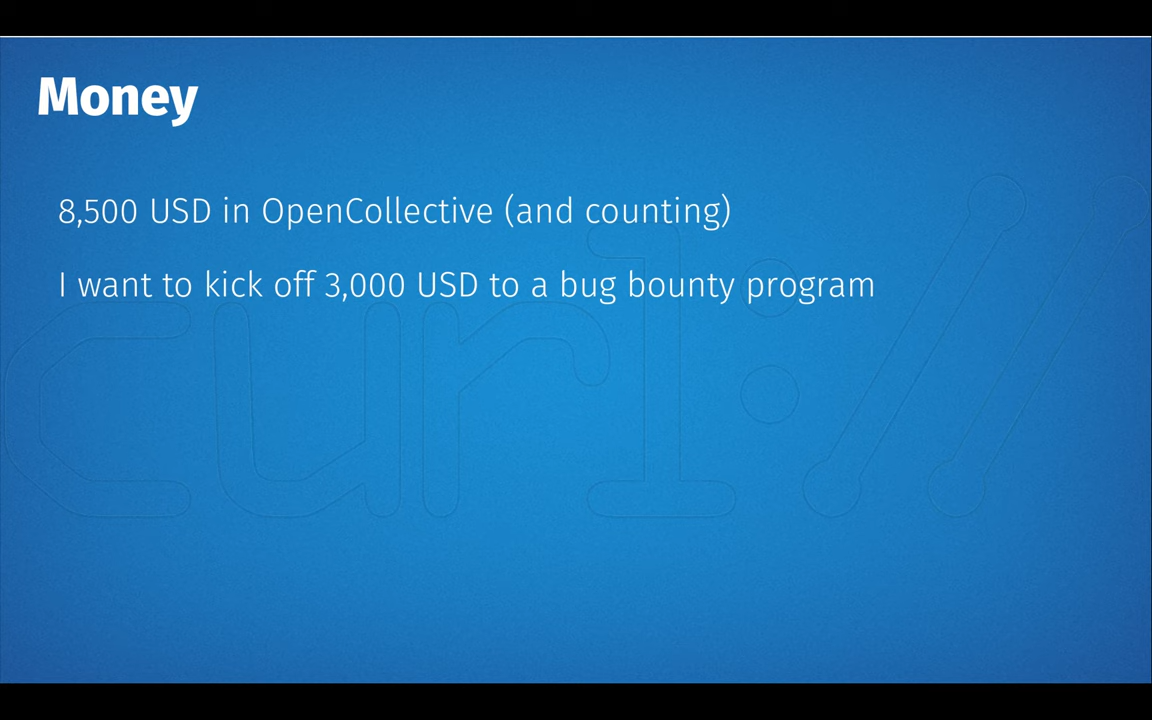 Money
8,500 USD in OpenCollective (and counting)
I want to kick off 3,000 USD to a bug bounty program
curl://